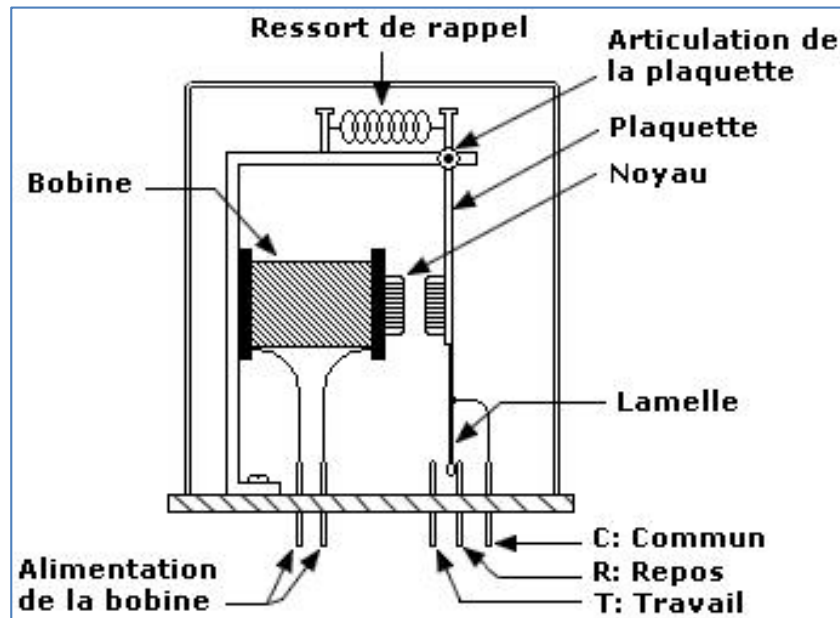 Ressort de rappel
Articulation de
la plaquette
Plaquette
Noyau
Bobine
Lamelle
C: Commun
R: Repos
T: Travail
Alimentation
de la bobine